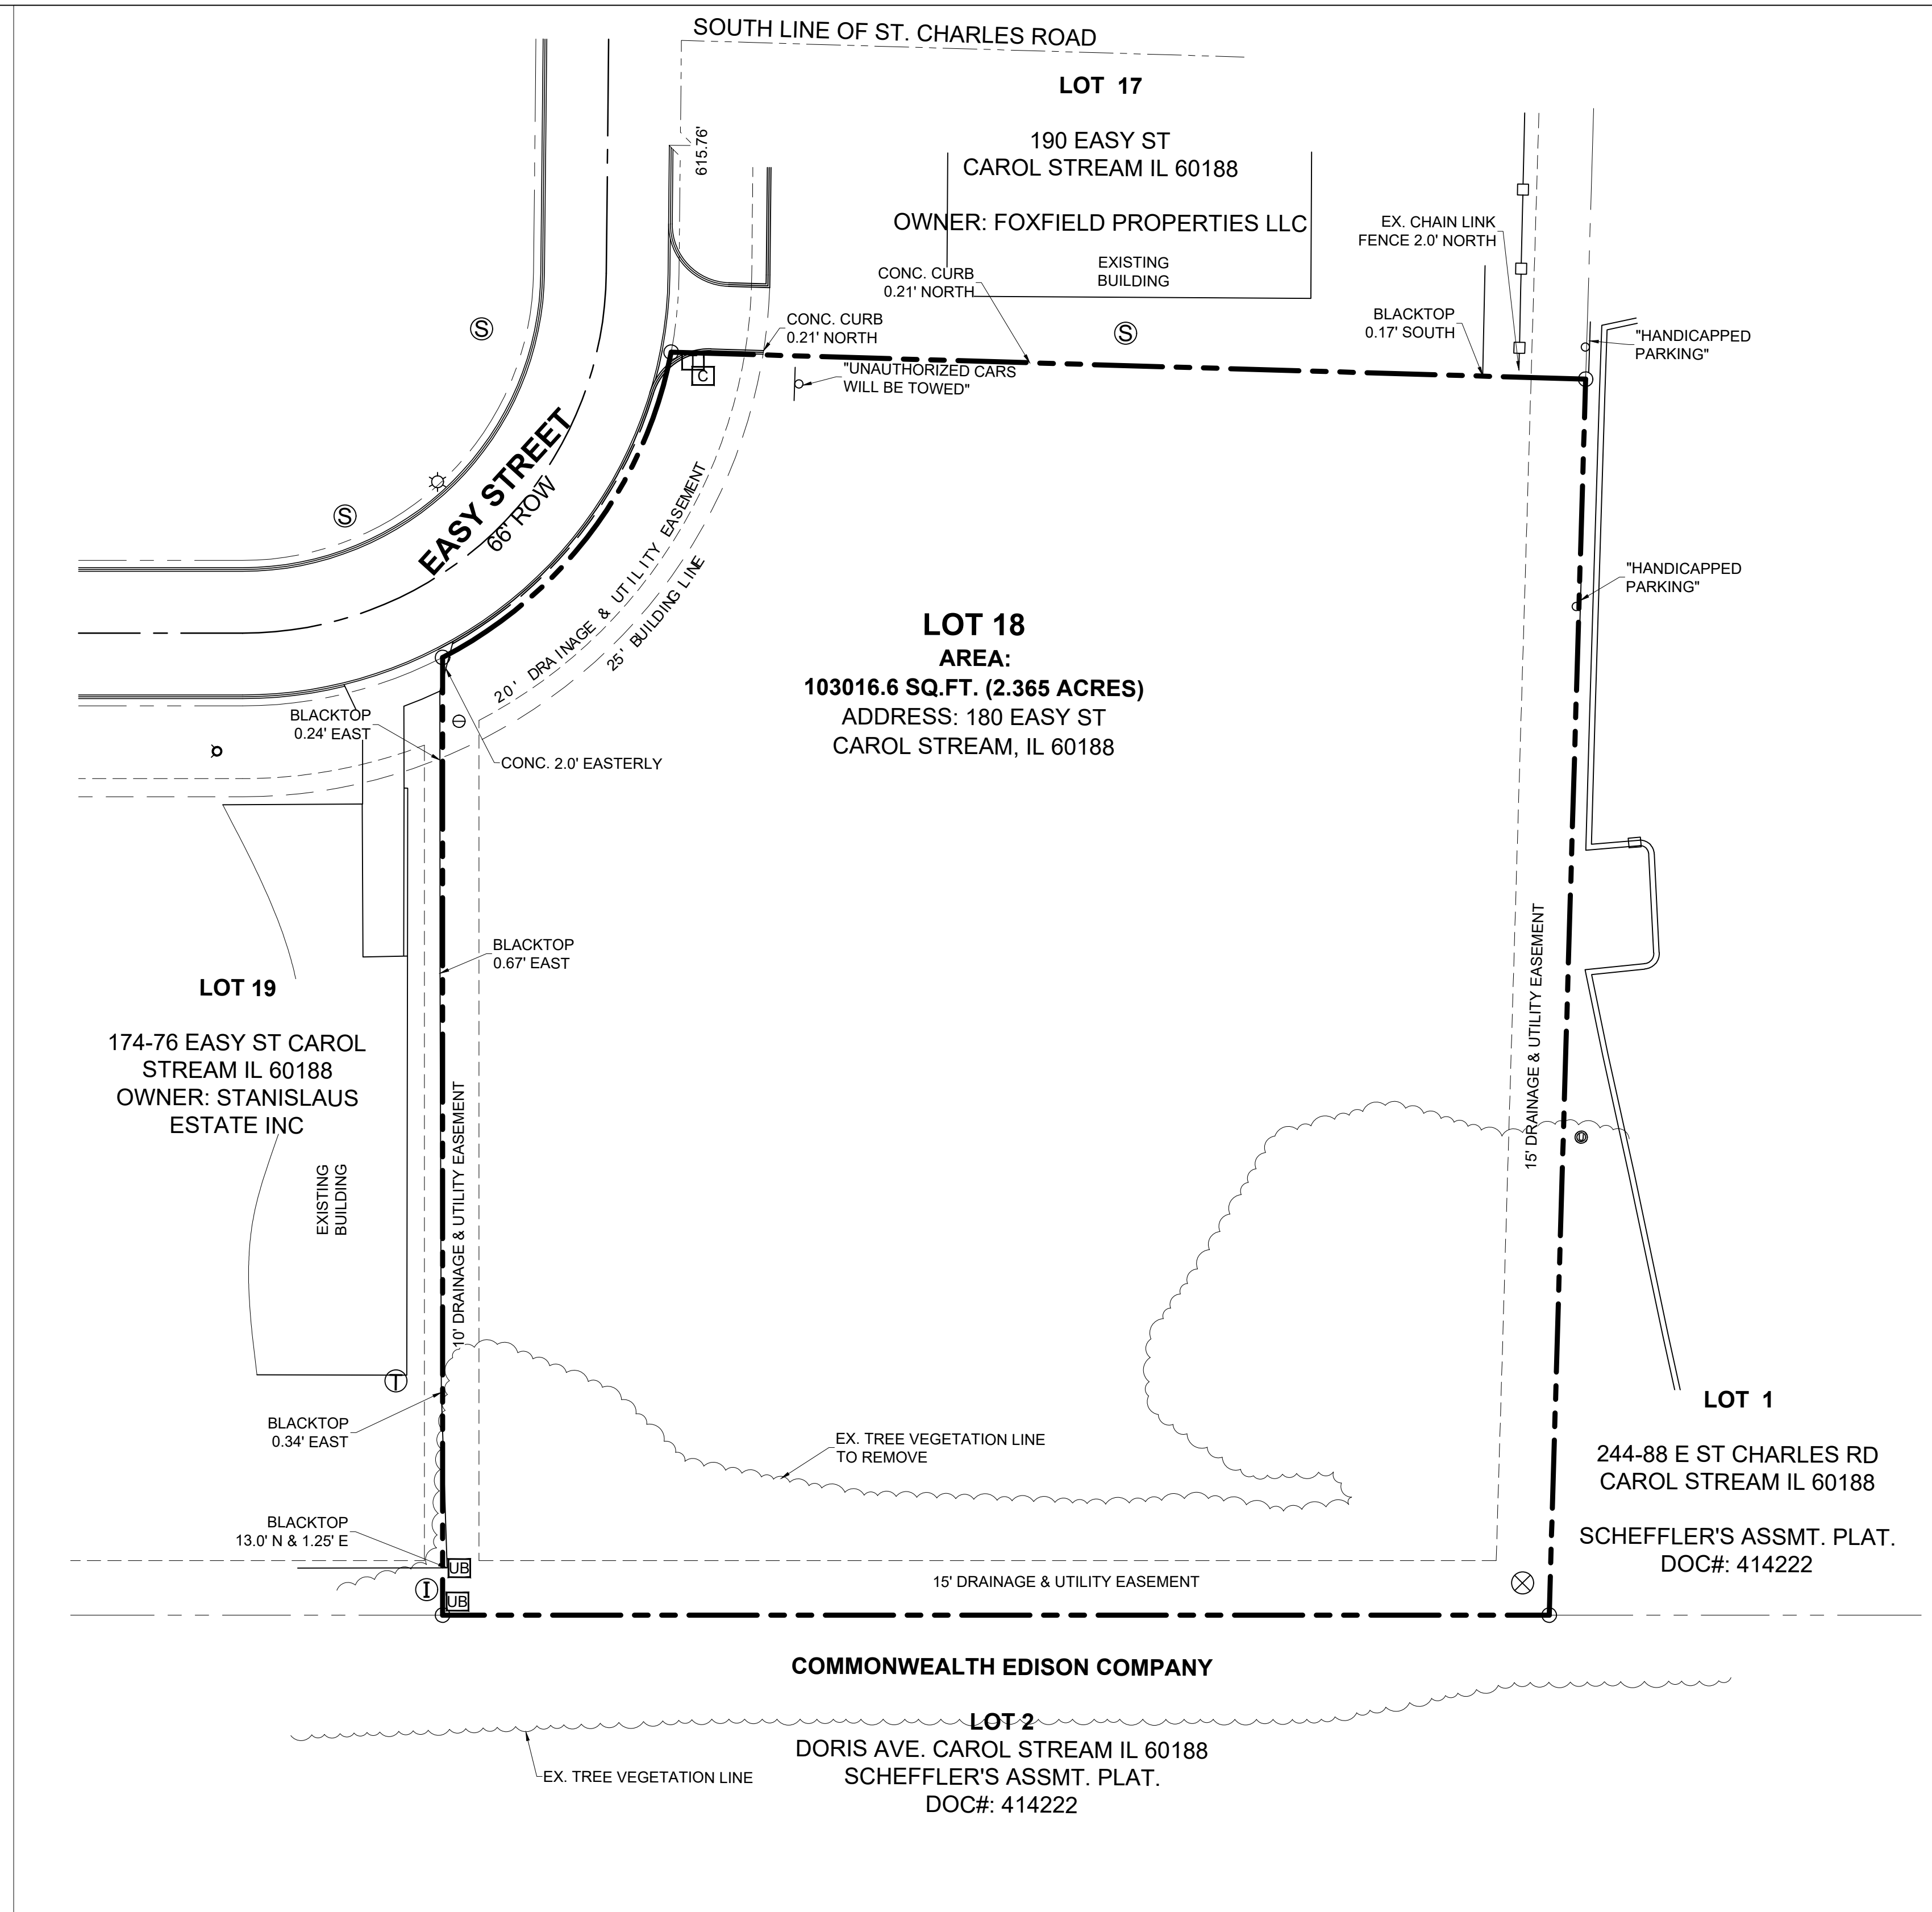 SOUTH LINE OF ST. CHARLES ROAD
LOT 17
615.76'
190 EASY ST
CAROL STREAM IL 60188
OWNER: FOXFIELD PROPERTIES LLC
EXISTING
BUILDING
EX. CHAIN LINK
FENCE 2.0' NORTH
CONC. CURB
0.21' NORTH
CONC. CURB
0.21' NORTH
BLACKTOP
0.17' SOUTH
"HANDICAPPED
PARKING"
S
S
S
C
"UNAUTHORIZED CARS
WILL BE TOWED"
EASY STREET
66' ROW
20' DRAINAGE & UTILITY EASEMENT
25' BUILDING LINE
"HANDICAPPED
PARKING"
LOT 18
AREA:
103016.6 SQ.FT. (2.365 ACRES)
ADDRESS: 180 EASY ST
CAROL STREAM, IL 60188
BLACKTOP
0.24' EAST
CONC. 2.0' EASTERLY
BLACKTOP
0.67' EAST
LOT 19
174-76 EASY ST CAROL
STREAM IL 60188
OWNER: STANISLAUS
ESTATE INC
EXISTING
BUILDING
10' DRAINAGE & UTILITY EASEMENT
15' DRAINAGE & UTILITY EASEMENT
T
BLACKTOP
0.34' EAST
EX. TREE VEGETATION LINE
TO REMOVE
LOT 1
244-88 E ST CHARLES RD
CAROL STREAM IL 60188
SCHEFFLER'S ASSMT. PLAT.
DOC#: 414222
BLACKTOP
13.0' N & 1.25' E
UB
I
UB
15' DRAINAGE & UTILITY EASEMENT
COMMONWEALTH EDISON COMPANY
LOT 2
DORIS AVE. CAROL STREAM IL 60188
SCHEFFLER'S ASSMT. PLAT.
DOC#: 414222
EX. TREE VEGETATION LINE